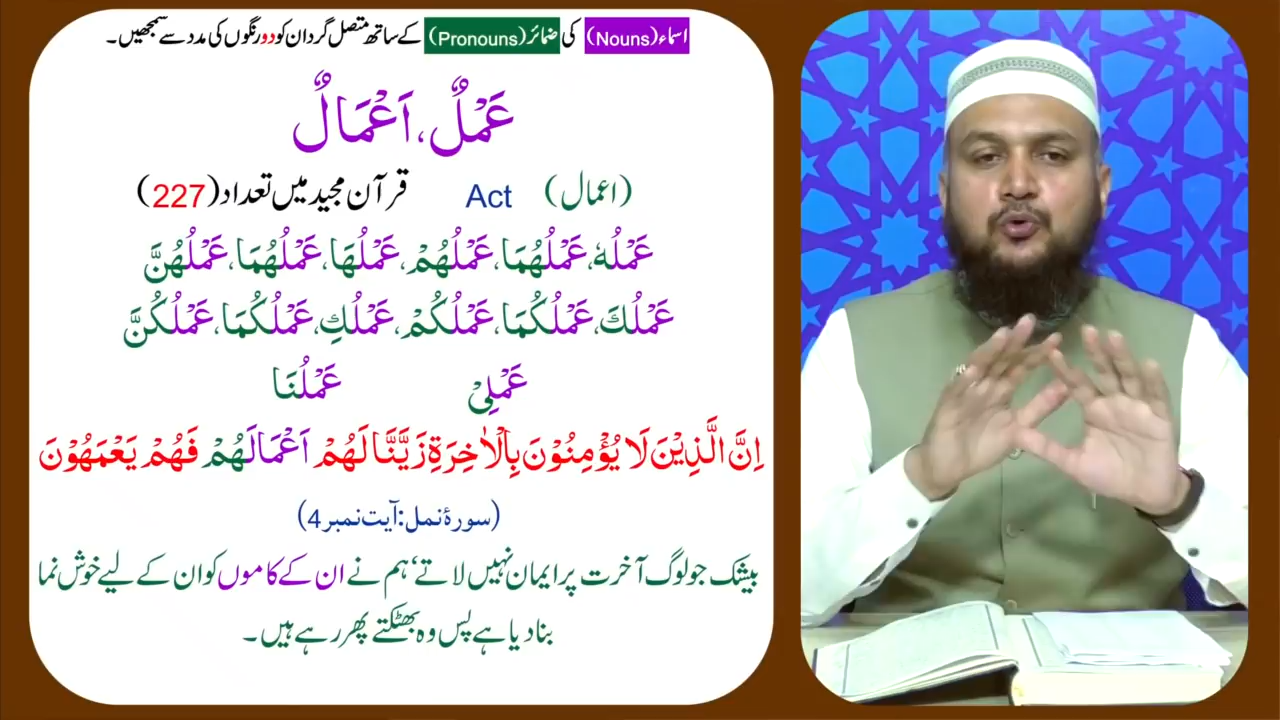 اسماء (Nouns) کی ضمائر (Pronouns) کے ساتھ متصل گردان کو دو رنگوں کی مدد سے سمجھیں۔
عَمَلٌ، اَعْمَالٌ
(اعمال) Act قرآن مجید میں تعداد (227)
عَمَلُهٗ، عَمَلُهُمَا، عَمَلُهُمْ، عَمَلُهَا، عَمَلُهُمَا، عَمَلُهُنَّ
عَمَلُكَ، عَمَلُكُمَا، عَمَلُكُمْ، عَمَلُكِ، عَمَلُكُمَا، عَمَلُكُنَّ
عَمَلِیْ عَمَلُنَا
اِنَّ الَّذِیْنَ لَا یُؤْمِنُوْنَ بِالْاٰخِرَةِ زَیَّنَّا لَهُمْ اَعْمَالَهُمْ فَهُمْ یَعْمَهُوْنَ
(سورۂ نمل: آیت نمبر 4)
بیشک جو لوگ آخرت پر ایمان نہیں لاتے‘ ہم نے ان کے کاموں کو ان کے لیے خوش نما
بنا دیا ہے پس وہ بھٹکتے پھر رہے ہیں۔